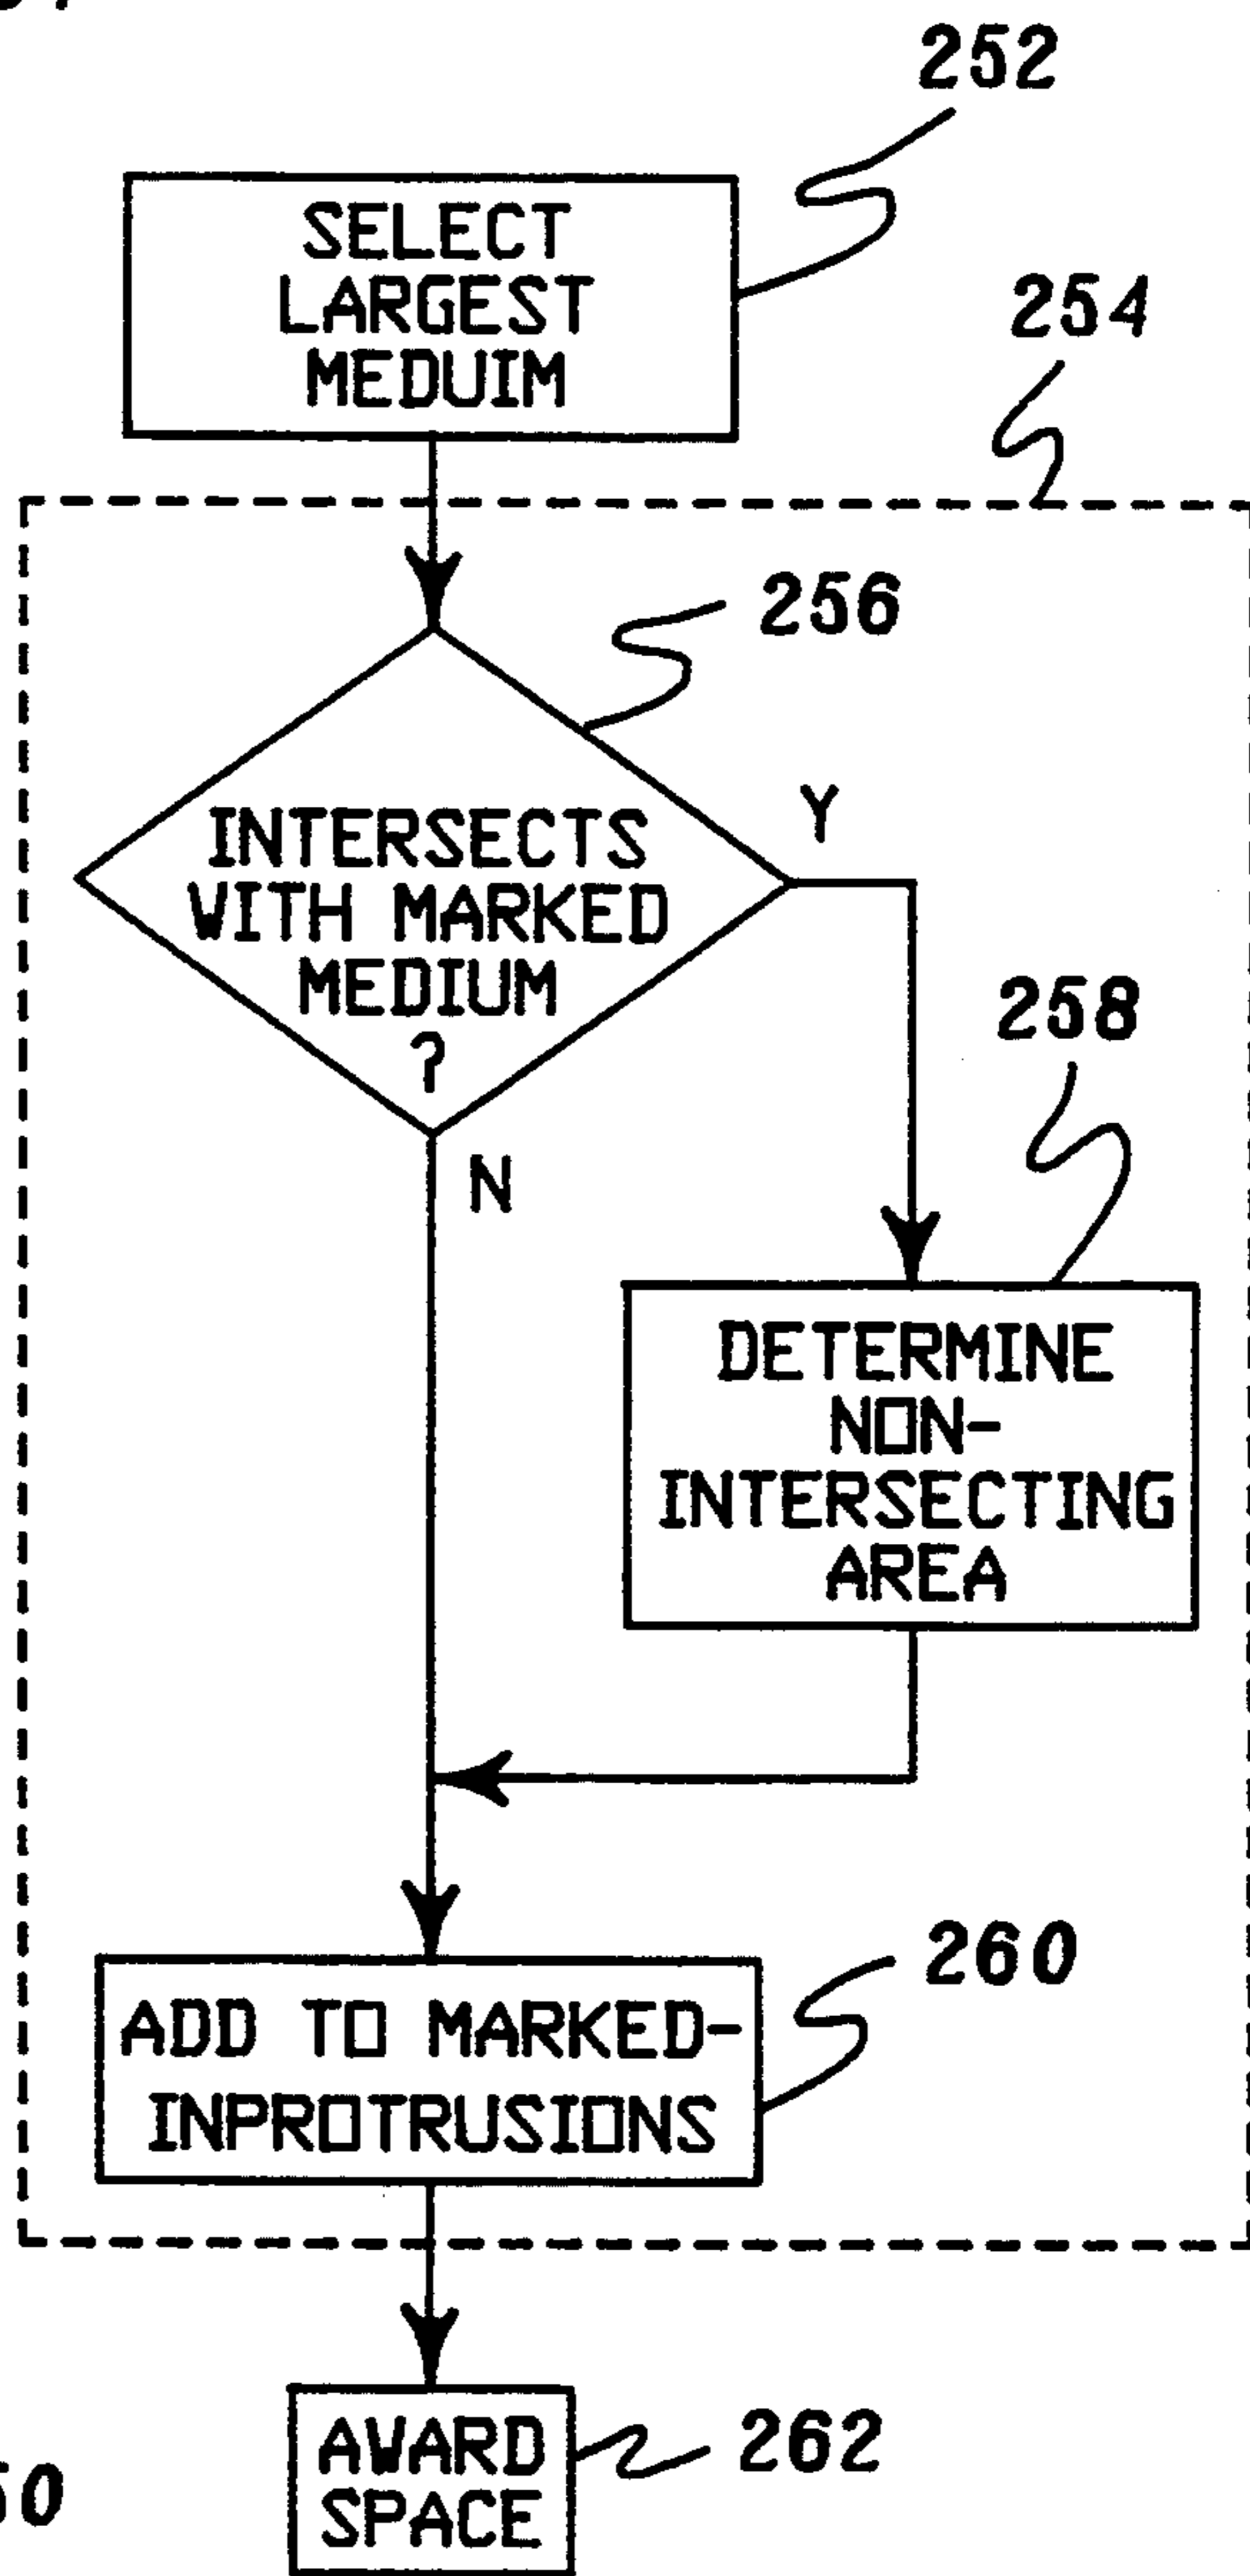 252
SELECT
LARGEST
MEDUIM
254
256
INTERSECTS
WITH MARKED
MEDIUM
?
Y
N
258
DETERMINE
NON-
INTERSECTING
AREA
260
ADD TO MARKED-
INPROTRUSIONS
AWARD
SPACE
262